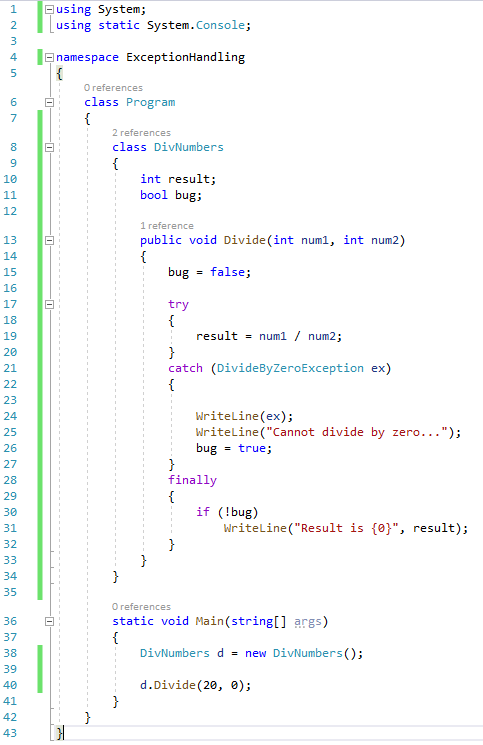 1 using System;
2 using static System.Console;
3
4 namespace ExceptionHandling
5 {
0 references
6 class Program
7 {
2 references
8 class DivNumbers
9 {
10 int result;
11 bool bug;
12
1 reference
13 public void Divide(int num1, int num2)
14 {
15 bug = false;
16
17 try
18 {
19 result = num1 / num2;
20 }
21 catch (DivideByZeroException ex)
22 {
23
24 WriteLine(ex);
25 WriteLine("Cannot divide by zero...");
26 bug = true;
27 }
28 finally
29 {
30 if (!bug)
31 WriteLine("Result is {0}", result);
32 }
33 }
34 }
35
0 references
36 static void Main(string[] args)
37 {
38 DivNumbers d = new DivNumbers();
39
40 d.Divide(20, 0);
41 }
42 }
43 }